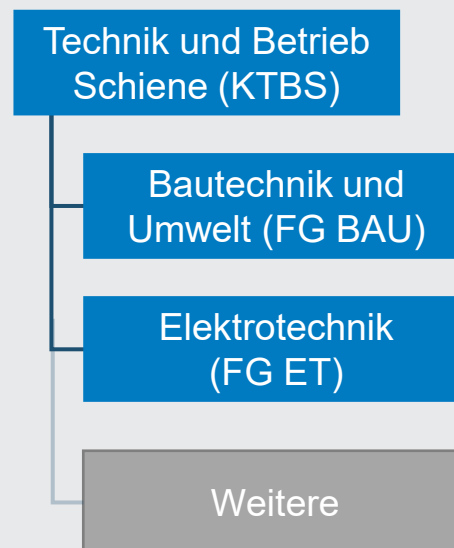 Technik und Betrieb
Schiene (KTBS)
Bautechnik und
Umwelt (FG BAU)
Elektrotechnik
(FG ET)
Weitere